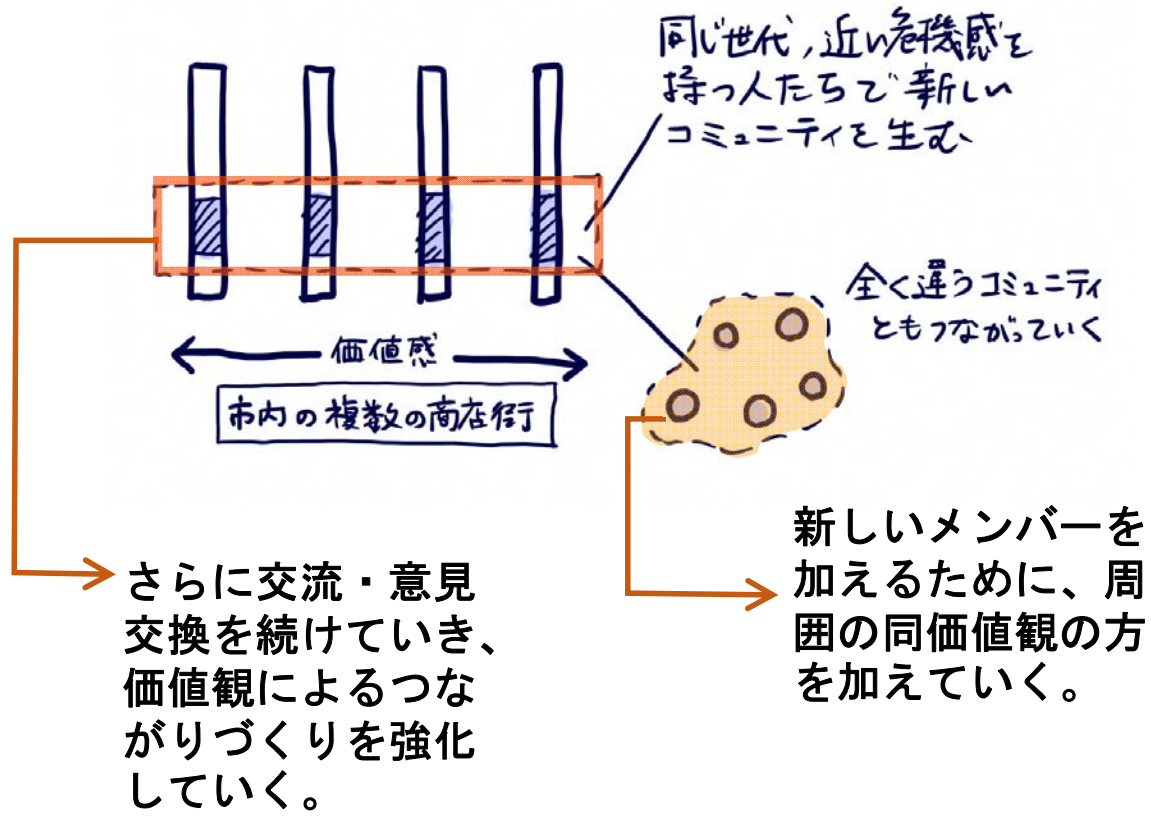 同じ世代,近い危機感を
持つ人たちで新しい
コミュニティを生む、
全く違うコミュニティ
ともつながっていく
価値感
市内の複数の商店街
新しいメンバーを
加えるために、周
囲の同価値観の方
を加えていく。
さらに交流・意見
交換を続けていき、
価値観によるつな
がりづくりを強化
していく。